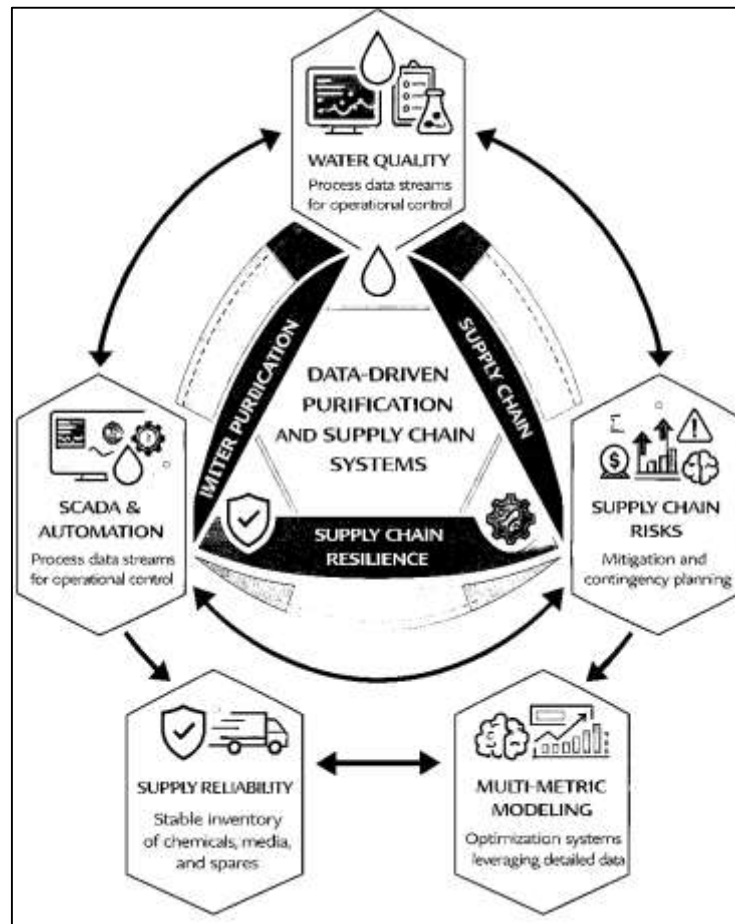 WATER QUALITY
Process data streams
for operational control
IMITER PURDICATION
SUPPLY CHAIN
DATA-DRIVEN
PURIFICATION
AND SUPPLY CHAIN
SYSTEMS
SUPPLY CHAIN
RESILIENCE
SCADA &
AUTOMATION
Process data streams
for operational control
$
SUPPLY CHAIN
RISKS
Mitigation and
contingency planning
SUPPLY RELIABILITY
Stable inventory
of chemicals, media,
and spares
MULTI-METRIC
MODELING
Optimization systems
leveraging detailed data